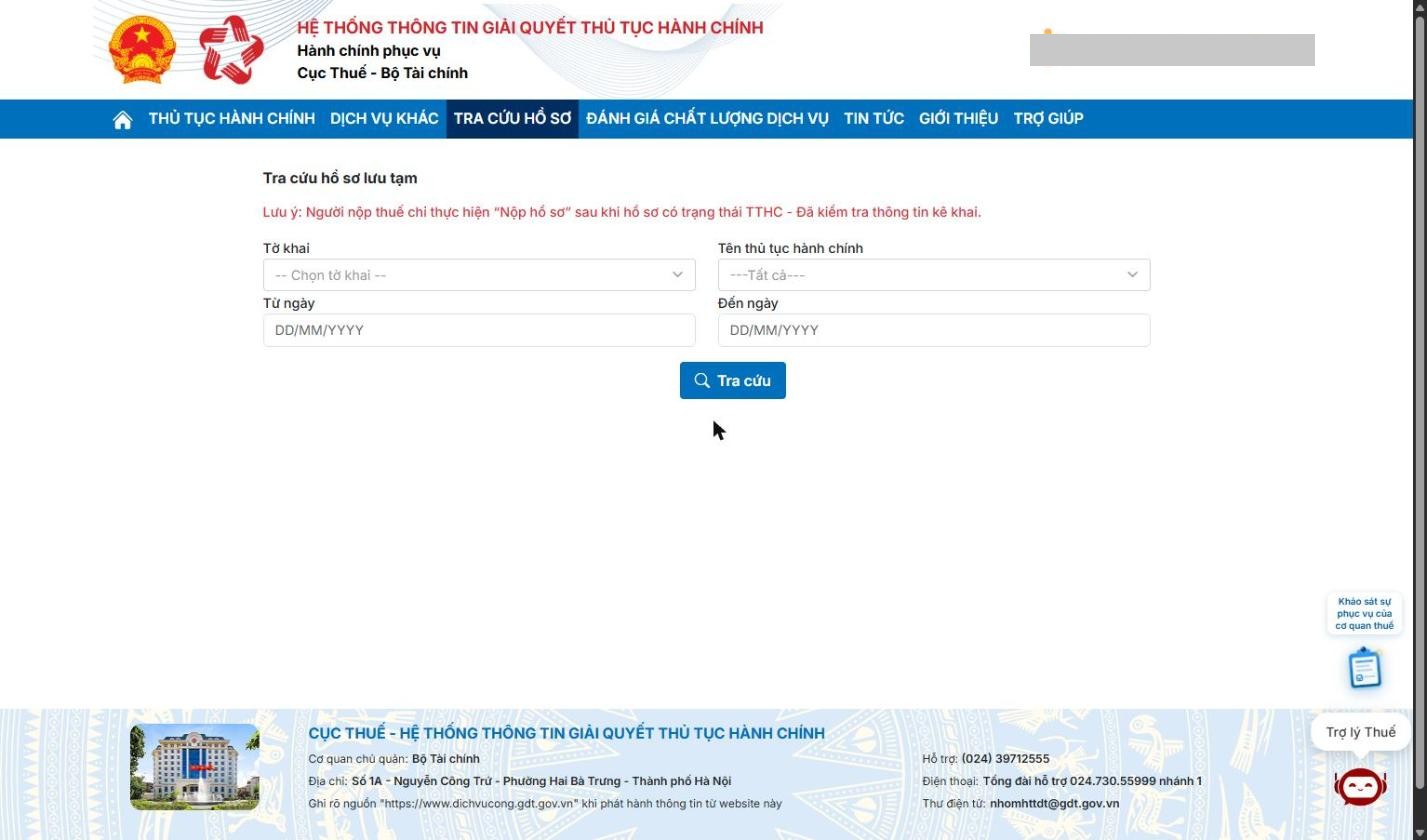 HỆ THỐNG THÔNG TIN GIẢI QUYẾT THỦ TỤC HÀNH CHÍNH
Hành chính phục vụ
Cục Thuế - Bộ Tài chính
THỦ TỤC HÀNH CHÍNH DỊCH VỤ KHÁC TRA CỨU HỒ SƠ ĐÁNH GIÁ CHẤT LƯỢNG DỊCH VỤ TIN TỨC GIỚI THIỆU TRỢ GIÚP
Tra cứu hồ sơ lưu tạm
Lưu ý: Người nộp thuế chỉ thực hiện “Nộp hồ sơ” sau khi hồ sơ có trạng thái TTHC - Đã kiểm tra thông tin kê khai.
Tờ khai Tên thủ tục hành chính
-- Chọn tờ khai -- ---Tất cả---
Từ ngày Đến ngày
DD/MM/YYYY DD/MM/YYYY
Tra cứu
Khảo sát sự
phục vụ của
cơ quan thuế
CỤC THUẾ - HỆ THỐNG THÔNG TIN GIẢI QUYẾT THỦ TỤC HÀNH CHÍNH
Trợ lý Thuế
Cơ quan chủ quản: Bộ Tài chính Hỗ trợ: (024) 39712555
Địa chỉ: Số 1A - Nguyễn Công Trứ - Phường Hai Bà Trưng - Thành phố Hà Nội Điện thoại: Tổng đài hỗ trợ 024.730.55999 nhánh 1
Ghi rõ nguồn "https://www.dichvucong.gdt.gov.vn" khi phát hành thông tin từ website này Thư điện tử: nhomhttdt@gdt.gov.vn